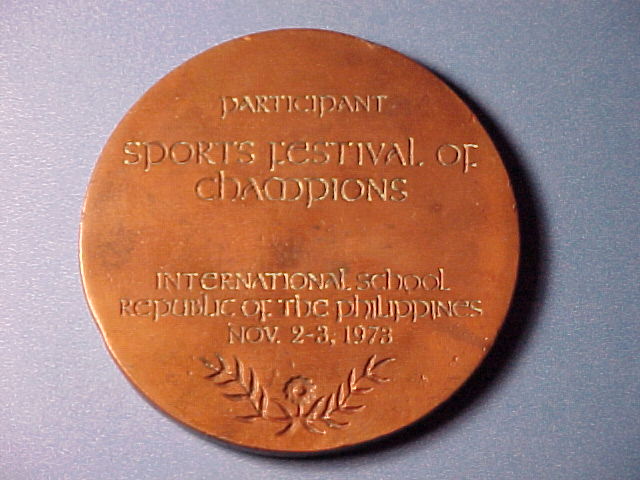 PARTICIPANT
SPORTS FESTIVAL OF
CHAMPIONS
INTERNATIONAL SCHOOL
REPUBLIC OF THE PHILIPPINES
NOV. 2-3, 1973